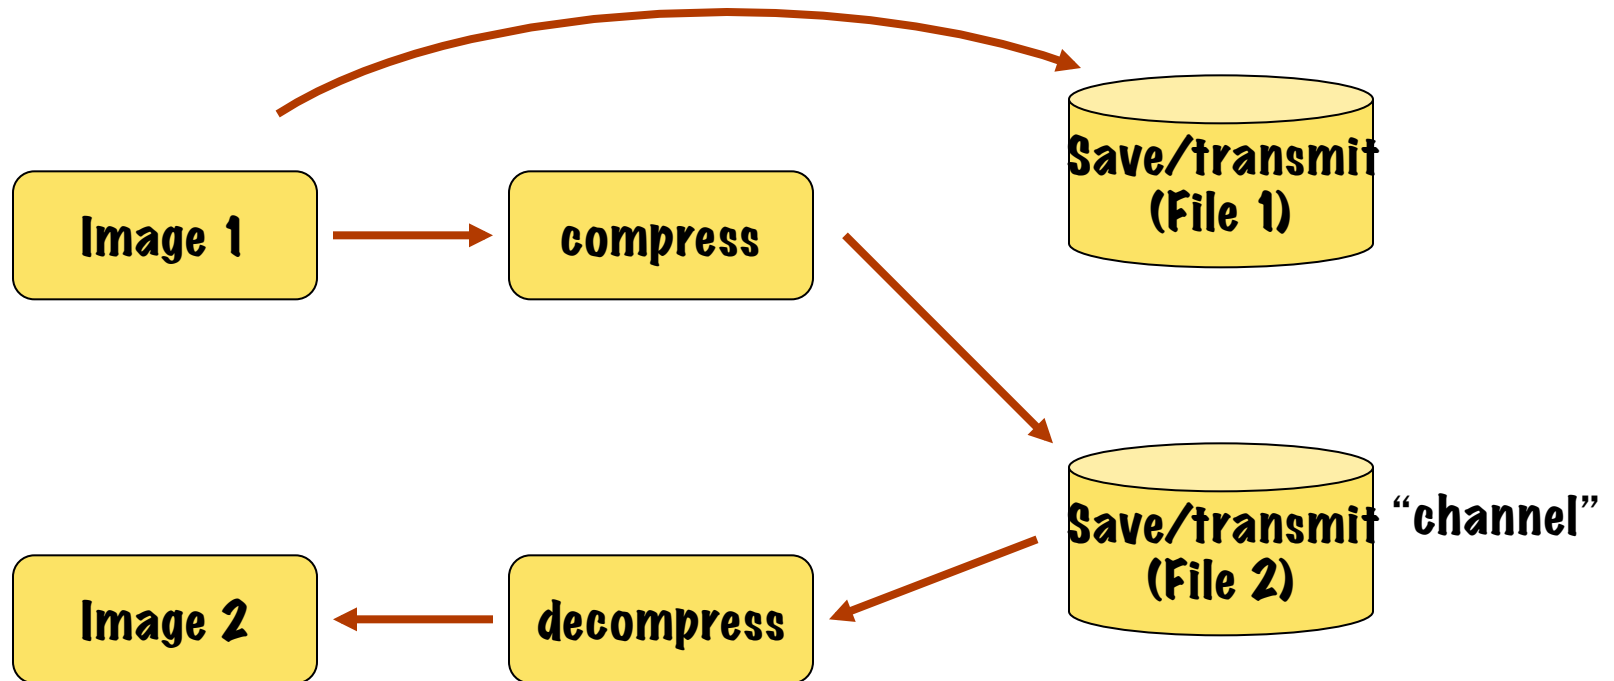 Save/transmit
(File 1)
Image 1
compress
Save/transmit
(File 2)
“channel”
Image 2
decompress